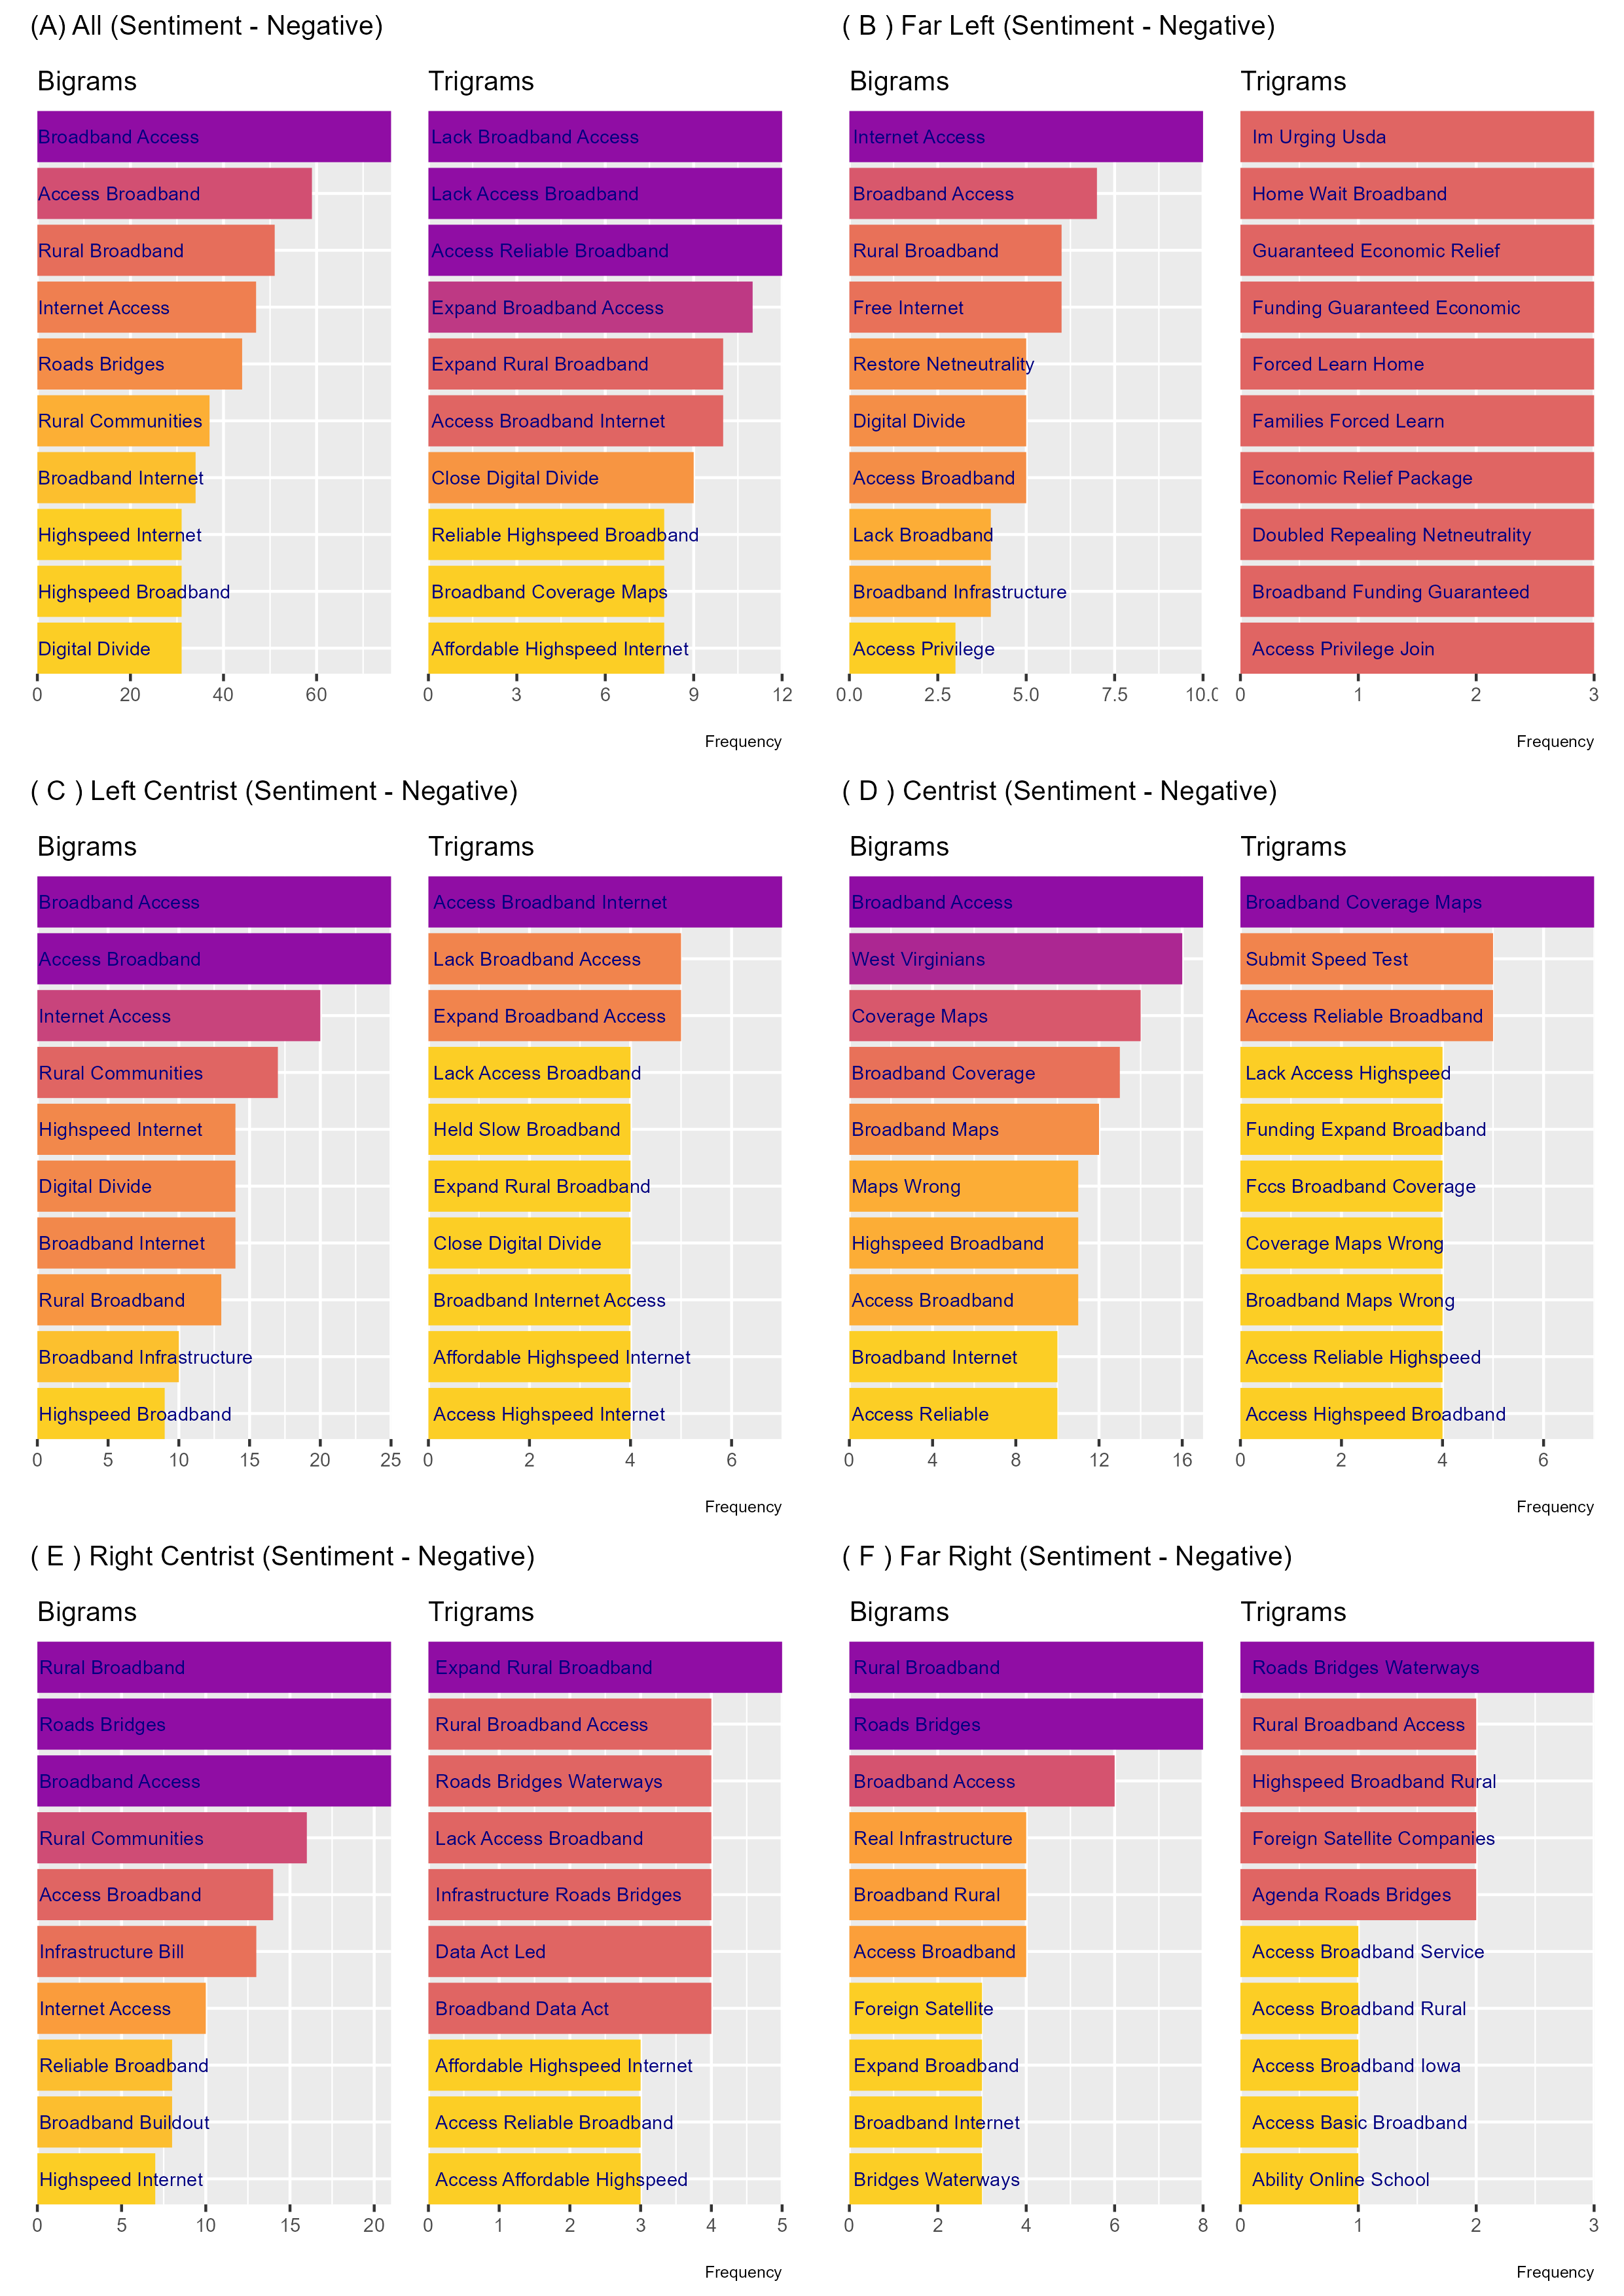 (A) All (Sentiment - Negative)
Bigrams
Broadband Access
Access Broadband
Rural Broadband
Internet Access
Roads Bridges
Rural Communities
Broadband Internet
Highspeed Internet
Highspeed Broadband
Digital Divide
0 20 40 60
Trigrams
Lack Broadband Access
Lack Access Broadband
Access Reliable Broadband
Expand Broadband Access
Expand Rural Broadband
Access Broadband Internet
Close Digital Divide
Reliable Highspeed Broadband
Broadband Coverage Maps
Affordable Highspeed Internet
0 3 6 9 12
Frequency
( B ) Far Left (Sentiment - Negative)
Bigrams
Internet Access
Broadband Access
Rural Broadband
Free Internet
Restore Netneutrality
Digital Divide
Access Broadband
Lack Broadband
Broadband Infrastructure
Access Privilege
0.0 2.5 5.0 7.5 10.0
Trigrams
Im Urging Usda
Home Wait Broadband
Guaranteed Economic Relief
Funding Guaranteed Economic
Forced Learn Home
Families Forced Learn
Economic Relief Package
Doubled Repealing Netneutrality
Broadband Funding Guaranteed
Access Privilege Join
0 1 2 3
Frequency
( C ) Left Centrist (Sentiment - Negative)
Bigrams
Broadband Access
Access Broadband
Internet Access
Rural Communities
Highspeed Internet
Digital Divide
Broadband Internet
Rural Broadband
Broadband Infrastructure
Highspeed Broadband
0 5 10 15 20 25
Trigrams
Access Broadband Internet
Lack Broadband Access
Expand Broadband Access
Lack Access Broadband
Held Slow Broadband
Expand Rural Broadband
Close Digital Divide
Broadband Internet Access
Affordable Highspeed Internet
Access Highspeed Internet
0 2 4 6
Frequency
( D ) Centrist (Sentiment - Negative)
Bigrams
Broadband Access
West Virginians
Coverage Maps
Broadband Coverage
Broadband Maps
Maps Wrong
Highspeed Broadband
Access Broadband
Broadband Internet
Access Reliable
0 4 8 12 16
Trigrams
Broadband Coverage Maps
Submit Speed Test
Access Reliable Broadband
Lack Access Highspeed
Funding Expand Broadband
Fccs Broadband Coverage
Coverage Maps Wrong
Broadband Maps Wrong
Access Reliable Highspeed
Access Highspeed Broadband
0 2 4 6
Frequency
( E ) Right Centrist (Sentiment - Negative)
Bigrams
Rural Broadband
Roads Bridges
Broadband Access
Rural Communities
Access Broadband
Infrastructure Bill
Internet Access
Reliable Broadband
Broadband Buildout
Highspeed Internet
0 5 10 15 20
Trigrams
Expand Rural Broadband
Rural Broadband Access
Roads Bridges Waterways
Lack Access Broadband
Infrastructure Roads Bridges
Data Act Led
Broadband Data Act
Affordable Highspeed Internet
Access Reliable Broadband
Access Affordable Highspeed
0 1 2 3 4 5
Frequency
( F ) Far Right (Sentiment - Negative)
Bigrams
Rural Broadband
Roads Bridges
Broadband Access
Real Infrastructure
Broadband Rural
Access Broadband
Foreign Satellite
Expand Broadband
Broadband Internet
Bridges Waterways
0 2 4 6 8
Trigrams
Roads Bridges Waterways
Rural Broadband Access
Highspeed Broadband Rural
Foreign Satellite Companies
Agenda Roads Bridges
Access Broadband Service
Access Broadband Rural
Access Broadband Iowa
Access Basic Broadband
Ability Online School
0 1 2 3
Frequency